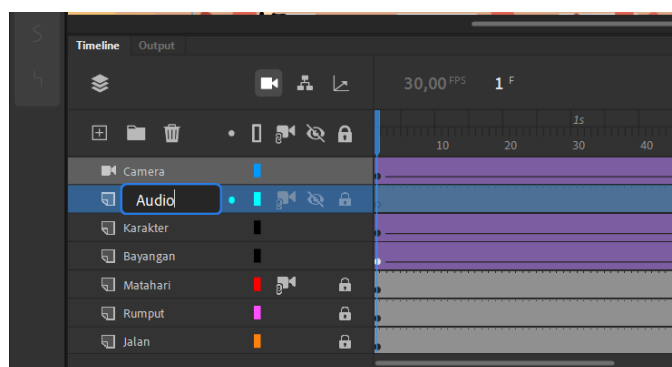 Timeline Output
30,00 FPS 1 F
1s
10 20 30 40
Camera
Audio
Karakter
Bayangan
Matahari
Rumput
Jalan